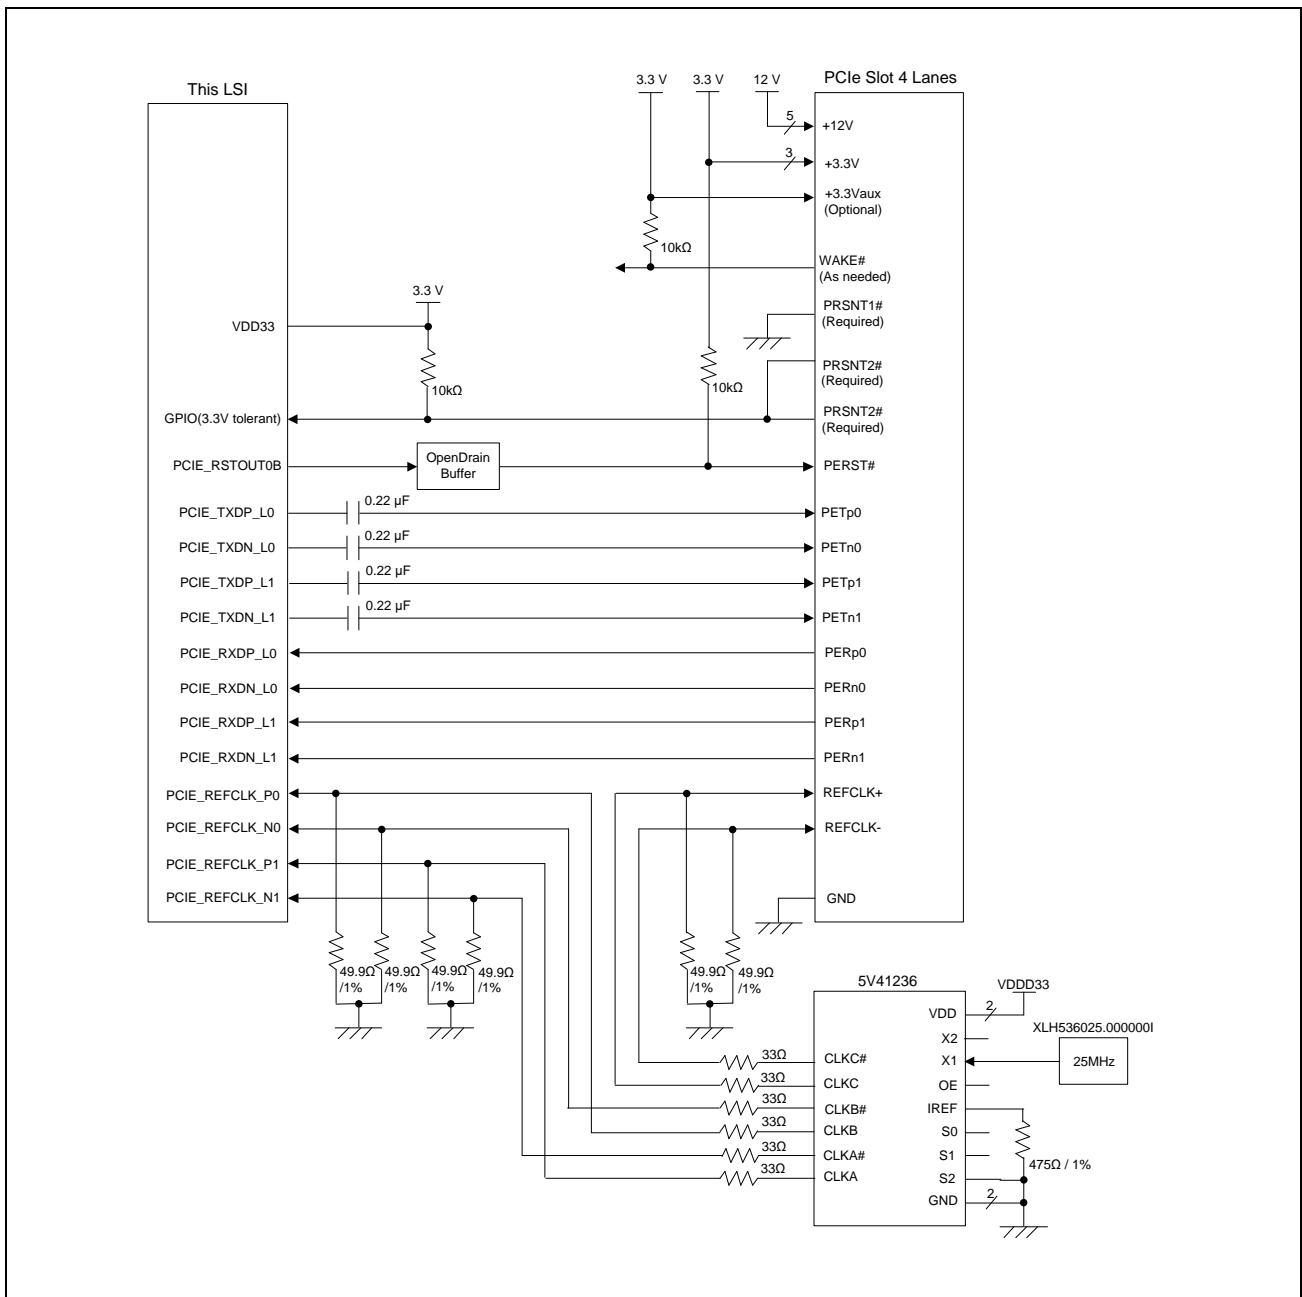 This LSI
VDD33
GPIO(3.3V tolerant)
PCIE_RSTOUT0B
PCIE_TXDP_L0
PCIE_TXDN_L0
PCIE_TXDP_L1
PCIE_TXDN_L1
PCIE_RXDP_L0
PCIE_RXDN_L0
PCIE_RXDP_L1
PCIE_RXDN_L1
PCIE_REFCLK_P0
PCIE_REFCLK_N0
PCIE_REFCLK_P1
PCIE_REFCLK_N1
3.3 V
10kΩ
OpenDrain
Buffer
0.22 µF
0.22 µF
0.22 µF
0.22 µF
49.9Ω
/1%
49.9Ω
/1%
49.9Ω
/1%
49.9Ω
/1%
3.3 V
3.3 V
12 V
5
3
10kΩ
10kΩ
PCIe Slot 4 Lanes
+12V
+3.3V
+3.3Vaux
(Optional)
WAKE#
(As needed)
PRSNT1#
(Required)
PRSNT2#
(Required)
PRSNT2#
(Required)
PERST#
PETp0
PETn0
PETp1
PETn1
PERp0
PERn0
PERp1
PERn1
REFCLK+
REFCLK-
GND
49.9Ω
/1%
49.9Ω
/1%
33Ω
33Ω
33Ω
33Ω
33Ω
33Ω
5V41236
CLKC#
CLKC
CLKB#
CLKB
CLKA#
CLKA
VDD
X2
X1
OE
IREF
S0
S1
S2
GND
2
2
VDDD33
XLH536025.000000I
25MHz
475Ω / 1%